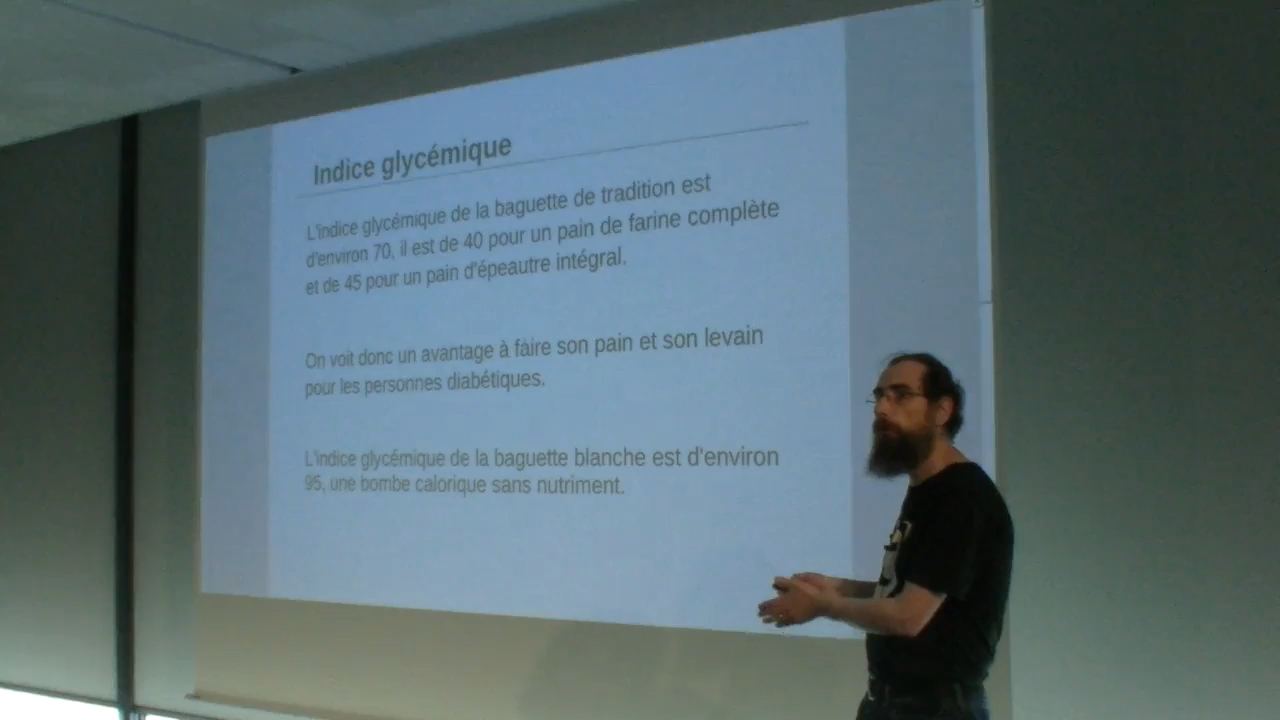 Indice glycémique
L'indice glycémique de la baguette de tradition est
d'environ 70, il est de 40 pour un pain de farine complète
et de 45 pour un pain d'épeautre intégral.
On voit donc un avantage à faire son pain et son levain
pour les personnes diabétiques.
L'indice glycémique de la baguette blanche est d'environ
95, une bombe calorique sans nutriment.